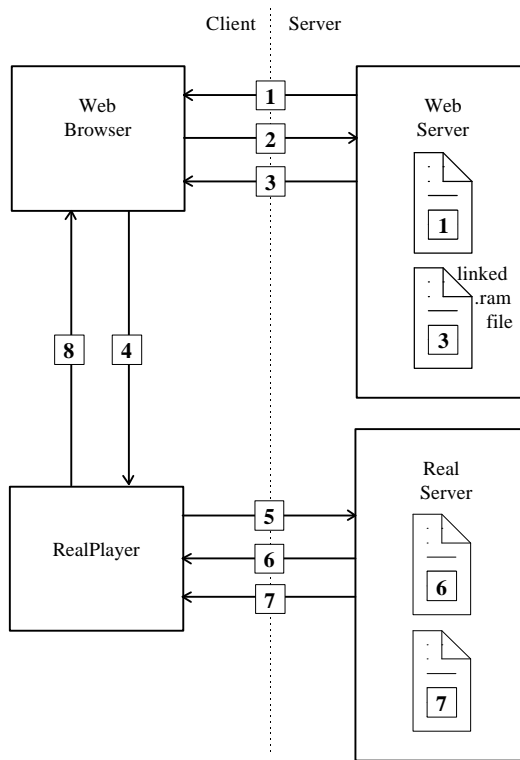 Client
Server
Web
Browser
Web
Server
1
2
3
1
linked
.ram
file
3
8
4
RealPlayer
Real
Server
5
6
7
6
7